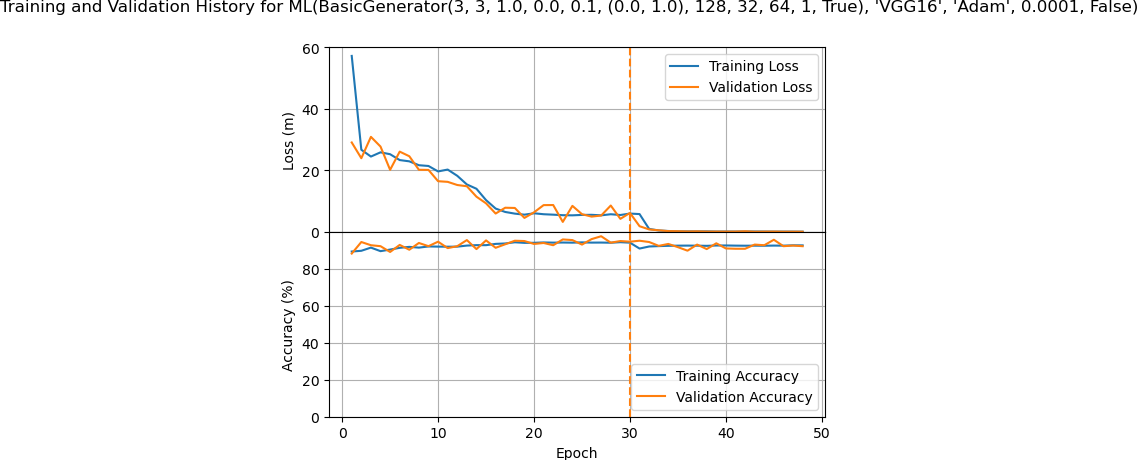 Training and Validation History for ML(BasicGenerator(3, 3, 1.0, 0.0, 0.1, (0.0, 1.0), 128, 32, 64, 1, True), 'VGG16', 'Adam', 0.0001, False)
60
40
20
0
Loss (m)
Training Loss
Validation Loss
80
60
40
20
0
Accuracy (%)
Training Accuracy
Validation Accuracy
0 10 20 30 40 50
Epoch